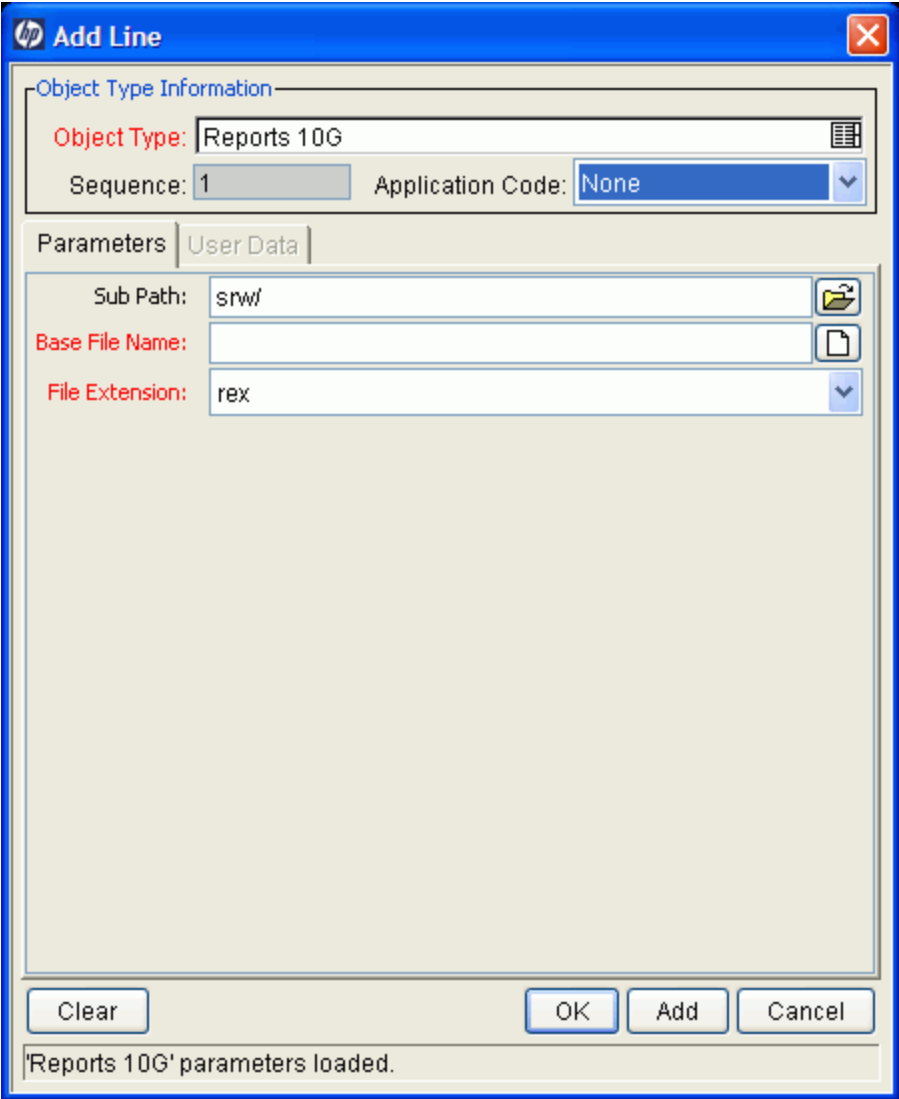 hp Add Line
Object Type Information
Object Type: Reports 10G
Sequence: 1 Application Code: None
Parameters User Data
Sub Path: srw/
Base File Name:
File Extension: rex
Clear OK Add Cancel
'Reports 10G' parameters loaded.